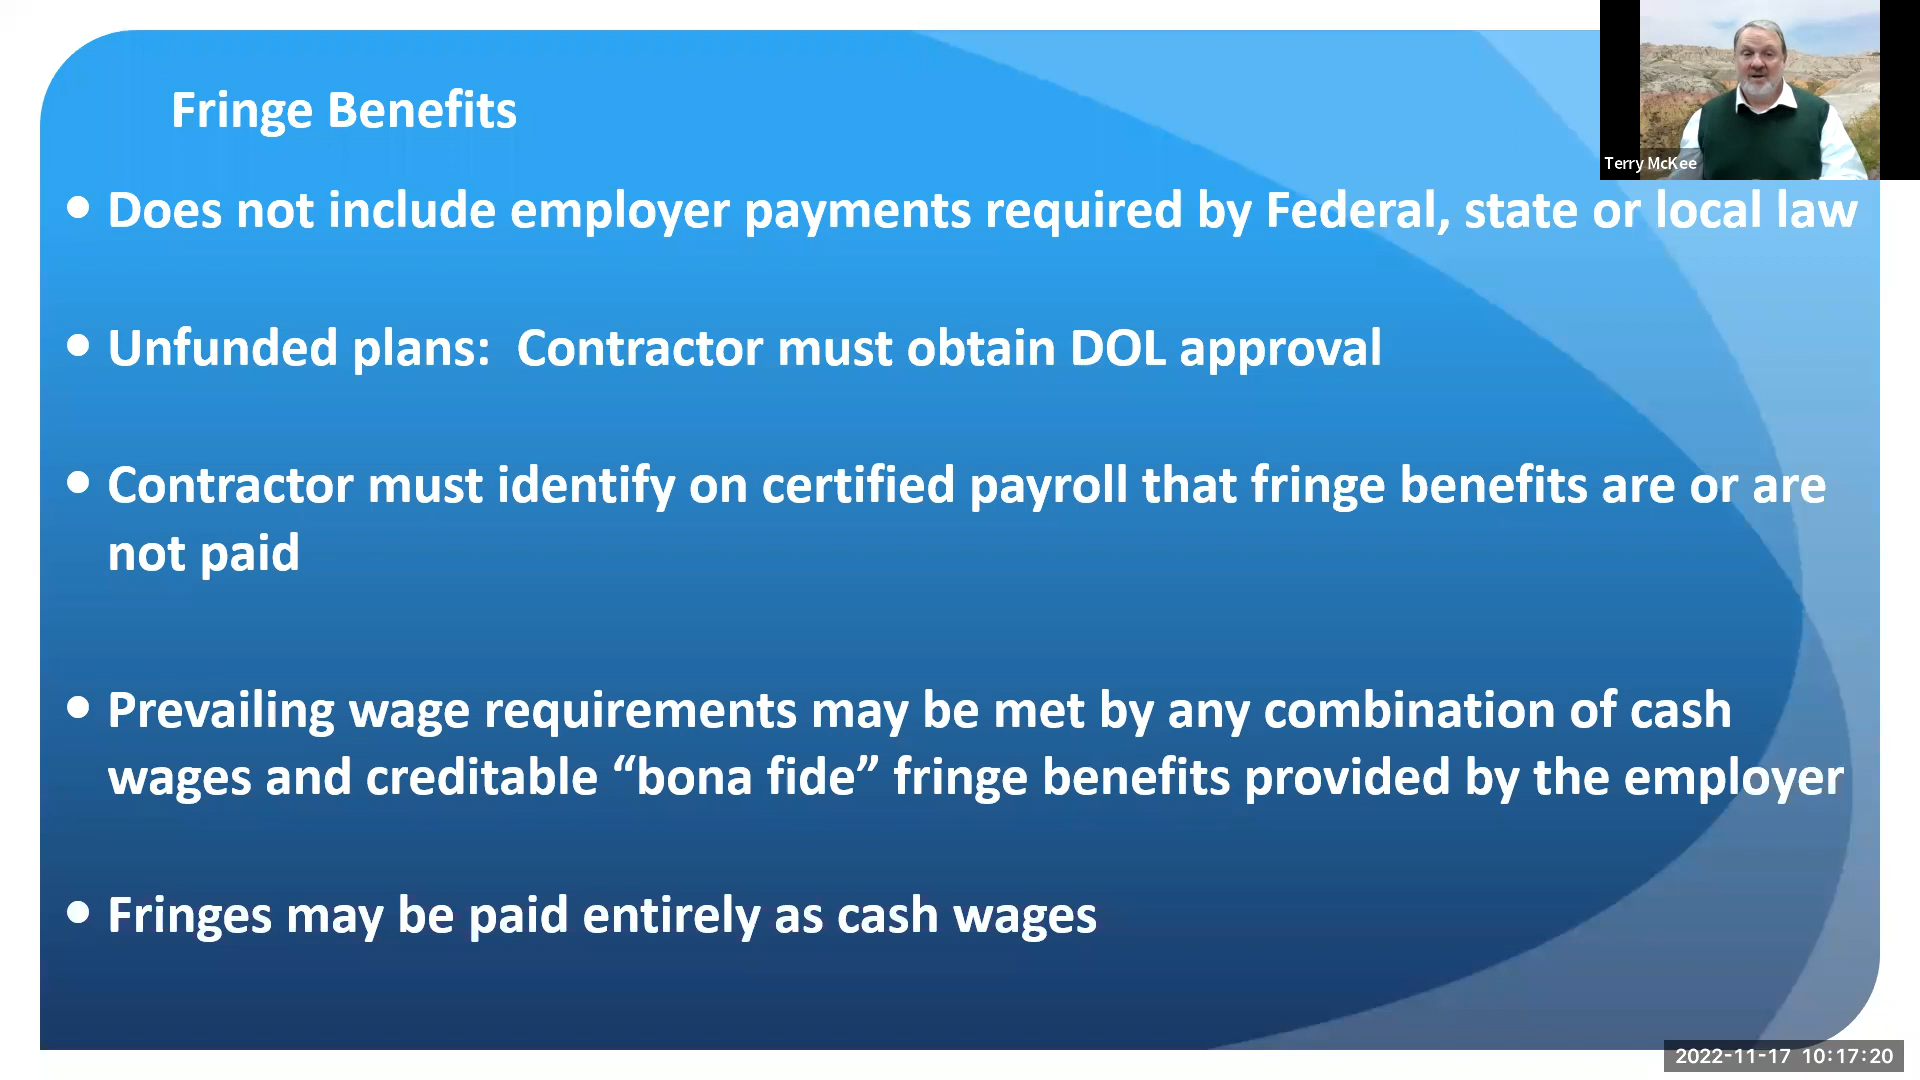 Fringe Benefits
Terry McKee
• Does not include employer payments required by Federal, state or local law
• Unfunded plans:  Contractor must obtain DOL approval
• Contractor must identify on certified payroll that fringe benefits are or are
not paid
• Prevailing wage requirements may be met by any combination of cash
wages and creditable “bona fide” fringe benefits provided by the employer
• Fringes may be paid entirely as cash wages
2022-11-17 10:17:20